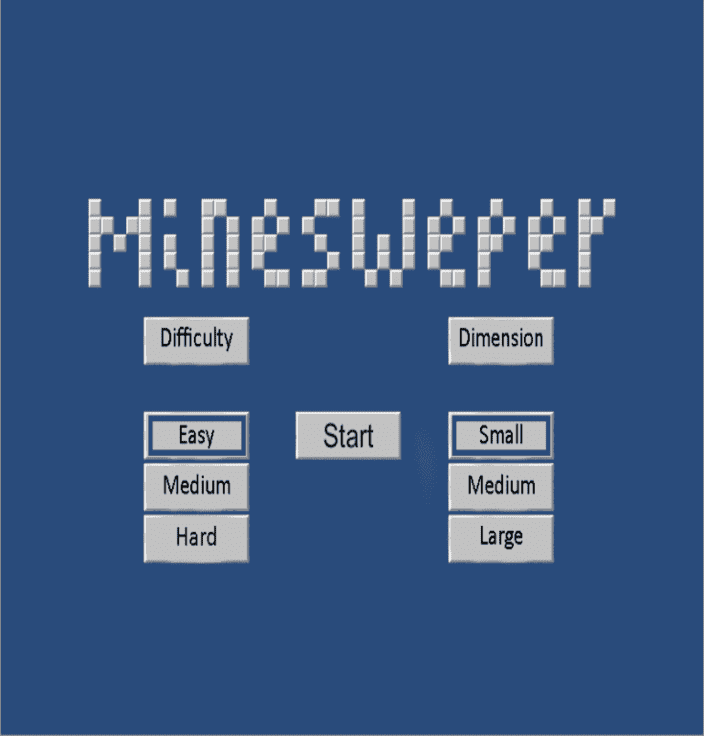 Minesweper
Difficulty
Dimension
Easy
Start
Small
Medium
Medium
Hard
Large